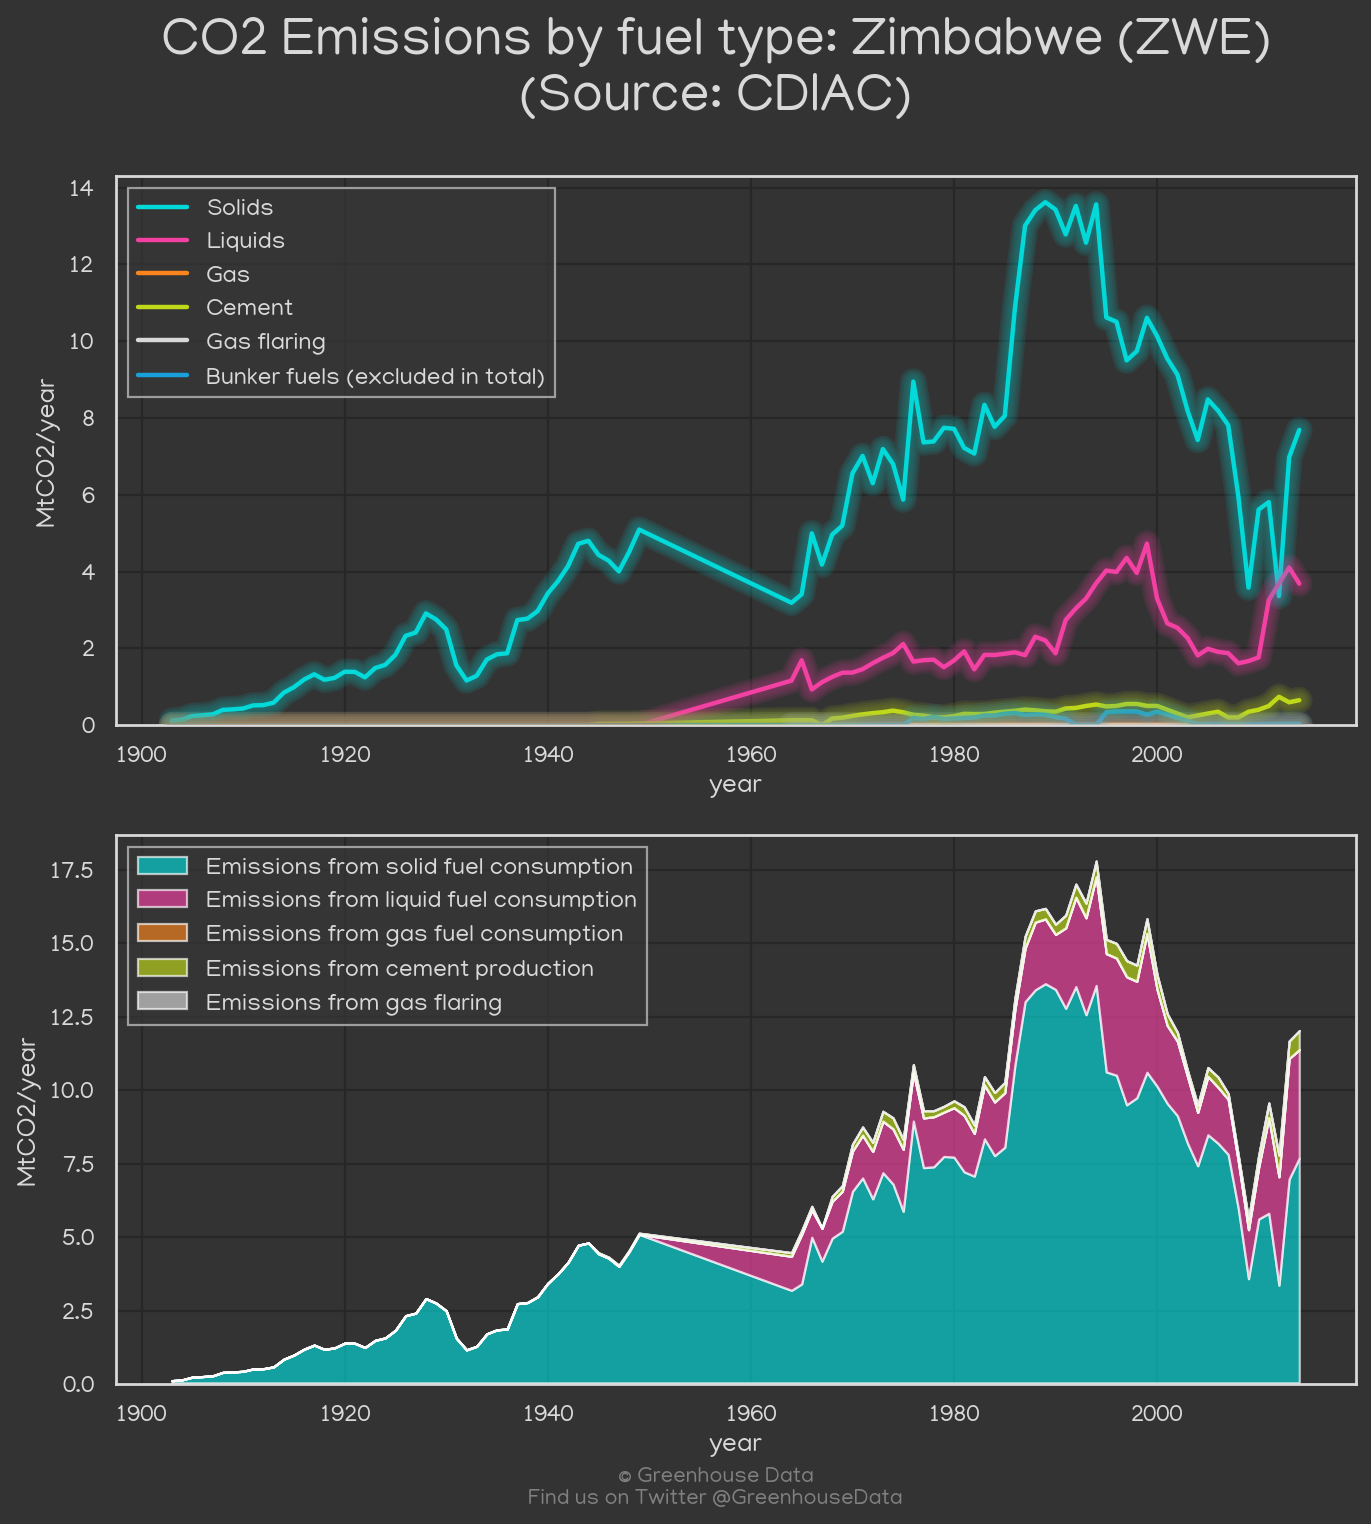 CO2 Emissions by fuel type: Zimbabwe (ZWE)
(Source: CDIAC)
14
12
10
8
6
4
2
0
MtCO2/year
Solids
Liquids
Gas
Cement
Gas flaring
Bunker fuels (excluded in total)
1900 1920 1940 1960 1980 2000
year
17.5
15.0
12.5
10.0
7.5
5.0
2.5
0.0
MtCO2/year
Emissions from solid fuel consumption
Emissions from liquid fuel consumption
Emissions from gas fuel consumption
Emissions from cement production
Emissions from gas flaring
1900 1920 1940 1960 1980 2000
year
© Greenhouse Data
Find us on Twitter @GreenhouseData